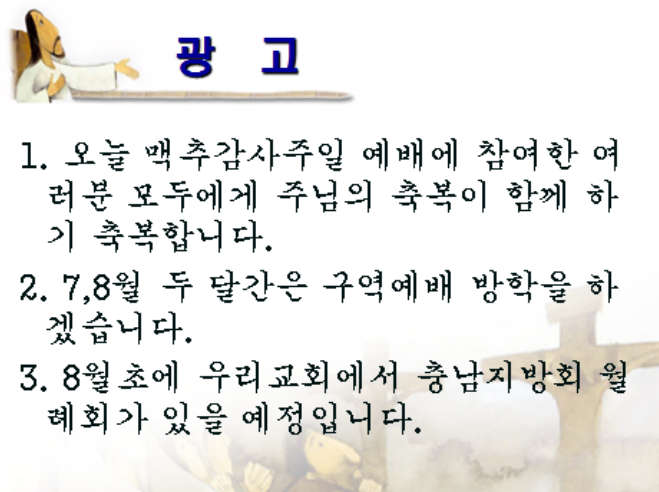 광 고
1. 오늘 맥추감사주일 예배에 참여한 여
러분 모두에게 주님의 축복이 함께 하
기 축복합니다.
2. 7,8월 두 달간은 구역예배 방학을 하
겠습니다.
3. 8월초에 우리교회에서 충남지방회 월
례회가 있을 예정입니다.